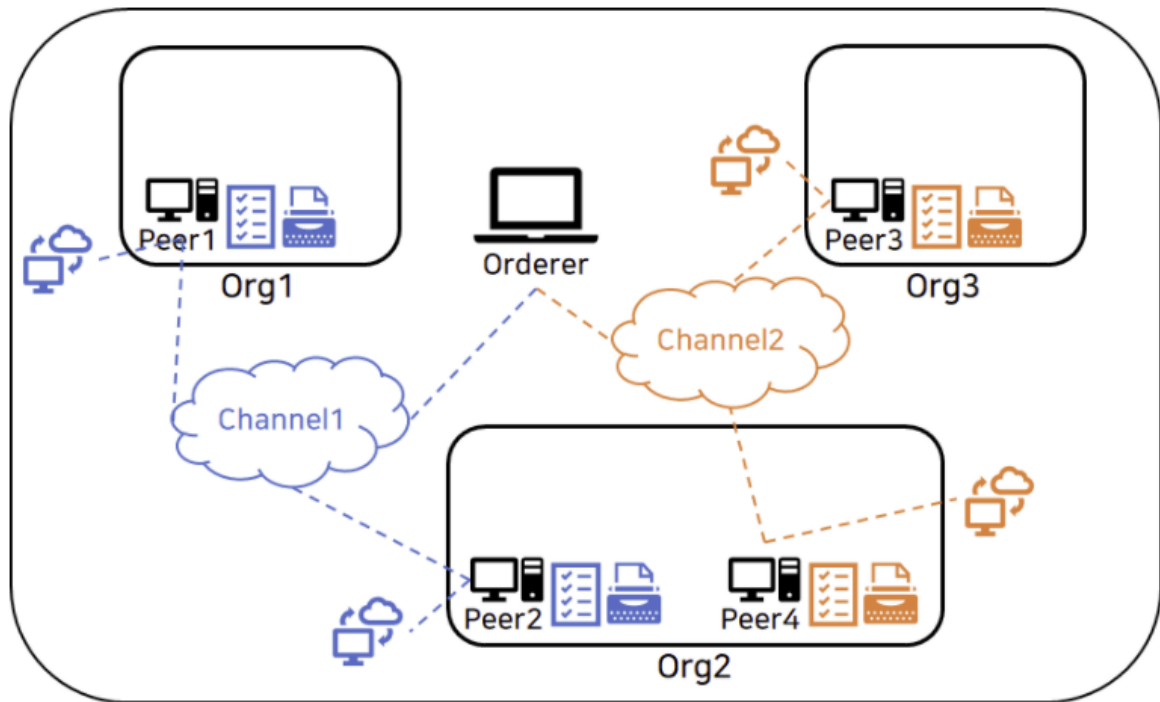 Peer1
Org1
Orderer
Peer3
Org3
Channel1
Channel2
Peer2
Peer4
Org2